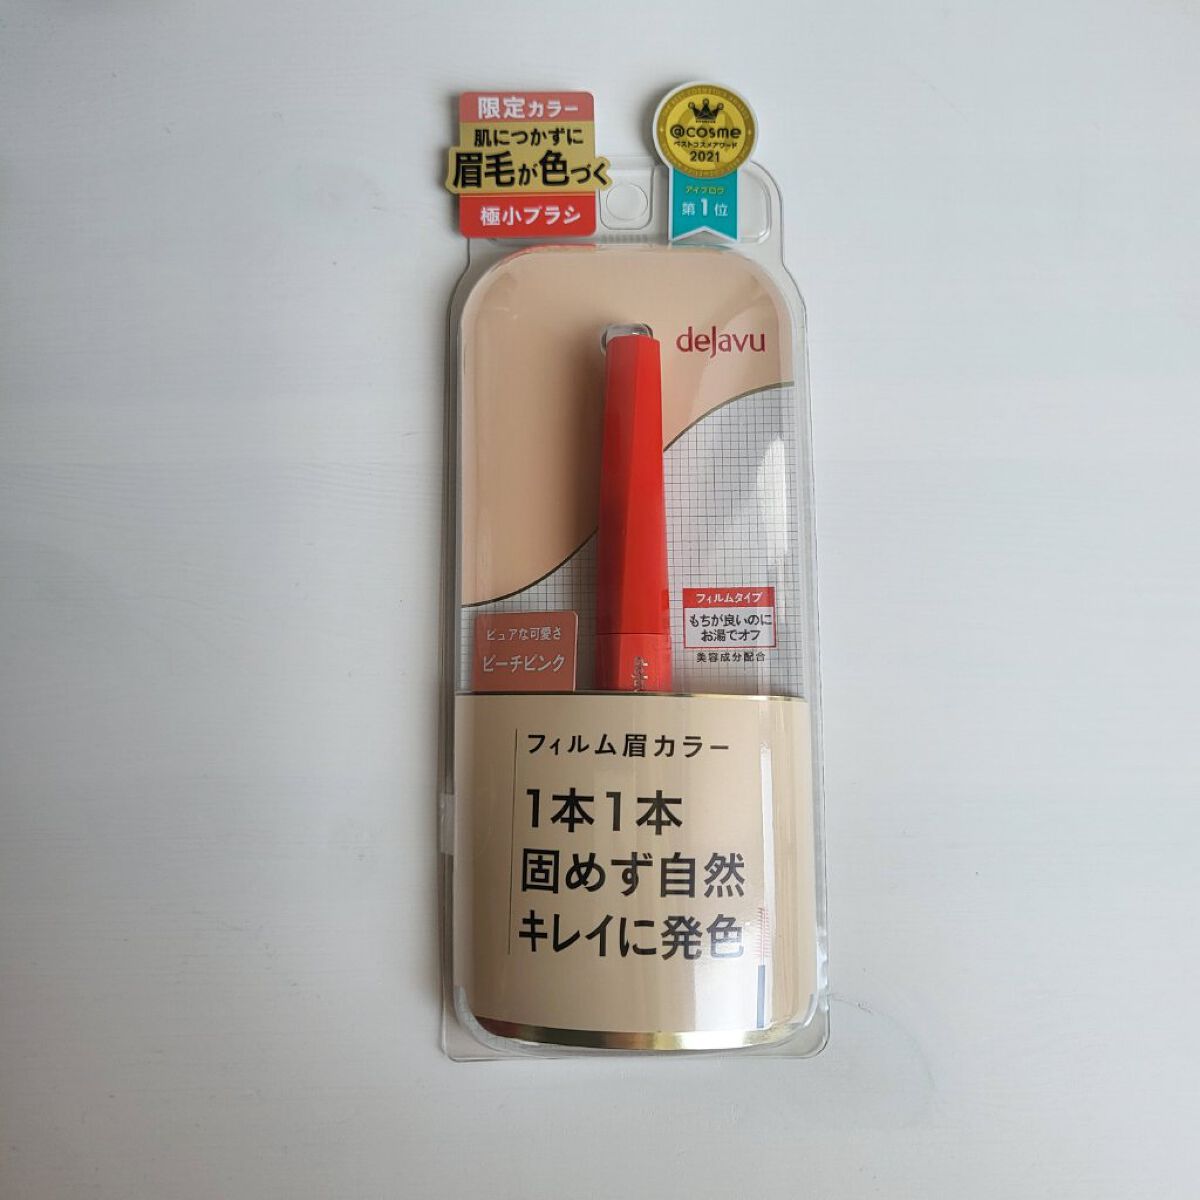 限定カラー
肌につかずに
眉毛が色づく
極小ブラシ
@cosme
ベストコスメアワード
2021
アイブロウ
第1位
dejavu
フィルムタイプ
もちが良いのに
お湯でオフ
美容成分配合
ピュアな可愛さ
ピーチピンク
フィルム眉カラー
1本1本
固めず自然
キレイに発色